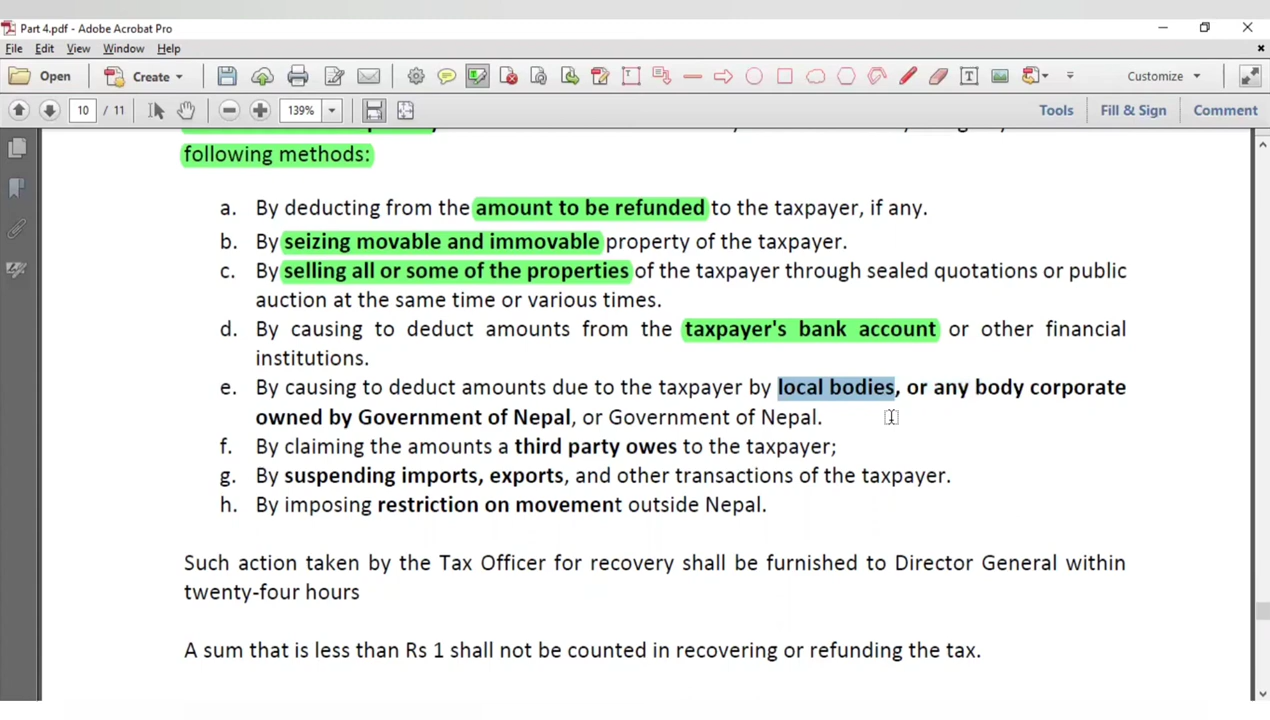 Part 4.pdf - Adobe Acrobat Pro
File Edit View Window Help
Open Create Customize
10 / 11 139% Tools Fill & Sign Comment
following methods:
a. By deducting from the amount to be refunded to the taxpayer, if any.
b. By seizing movable and immovable property of the taxpayer.
c. By selling all or some of the properties of the taxpayer through sealed quotations or public
auction at the same time or various times.
d. By causing to deduct amounts from the taxpayer's bank account or other financial
institutions.
e. By causing to deduct amounts due to the taxpayer by local bodies, or any body corporate
owned by Government of Nepal, or Government of Nepal.
f. By claiming the amounts a third party owes to the taxpayer;
g. By suspending imports, exports, and other transactions of the taxpayer.
h. By imposing restriction on movement outside Nepal.
Such action taken by the Tax Officer for recovery shall be furnished to Director General within
twenty-four hours
A sum that is less than Rs 1 shall not be counted in recovering or refunding the tax.